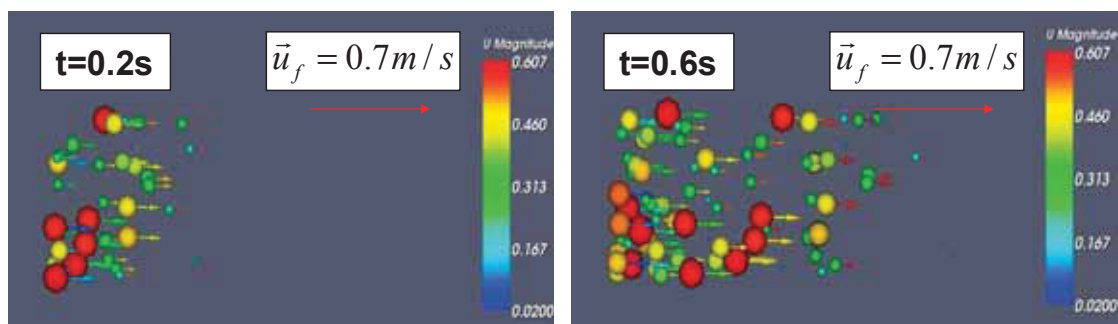 t=0.2s
u⃗_f = 0.7m/s
U Magnitude
0.607
0.460
0.313
0.167
0.0200
t=0.6s
u⃗_f = 0.7m/s
U Magnitude
0.607
0.460
0.313
0.167
0.0200